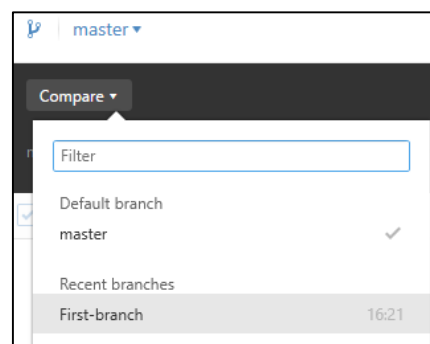 master
Compare
Filter
Default branch
master
Recent branches
First-branch 16:21